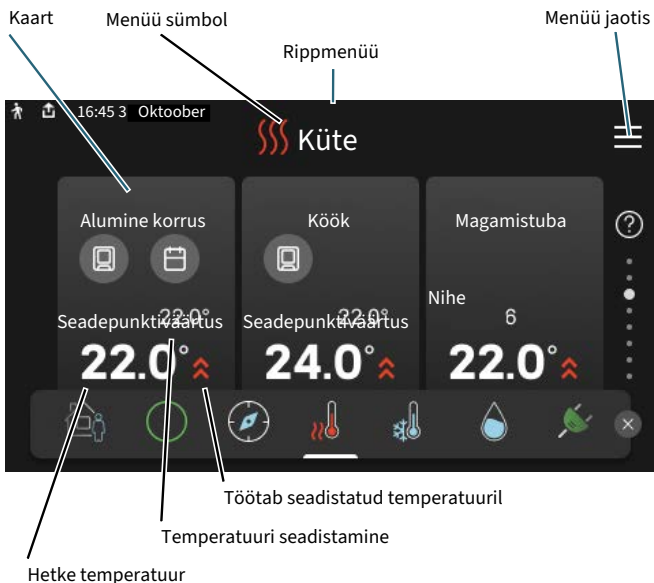 Kaart
Menüü sümbol
Menüü jaotis
Rippmenüü
16:45 3 Oktoober
Küte
Alumine korrus
Köök
Magamistuba
?
Nihe
22.0°
22.0°
6
Seadepunktiväärtus
Seadepunktiväärtus
22.0°
24.0°
22.0°
Töötab seadistatud temperatuuril
Temperatuuri seadistamine
Hetke temperatuur